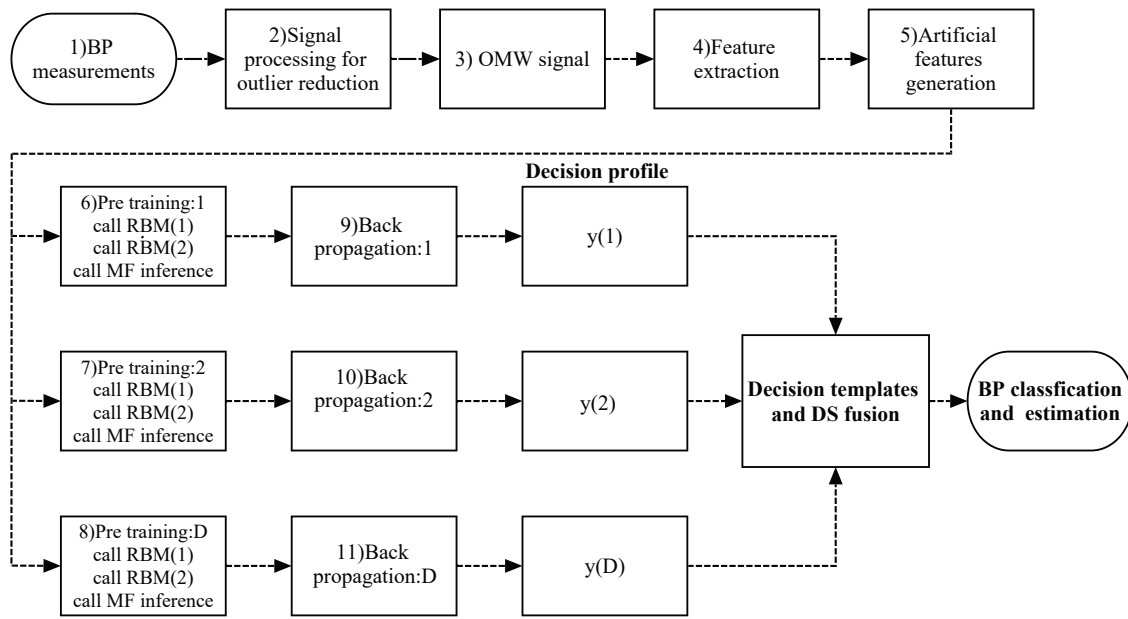 1)BP
measurements
2)Signal
processing for
outlier reduction
3) OMW signal
4)Feature
extraction
5)Artificial
features
generation
Decision profile
6)Pre training:1
call RBM(1)
call RBM(2)
call MF inference
9)Back
propagation:1
y(1)
7)Pre training:2
call RBM(1)
call RBM(2)
call MF inference
10)Back
propagation:2
y(2)
Decision templates
and DS fusion
BP classfication
and estimation
8)Pre training:D
call RBM(1)
call RBM(2)
call MF inference
11)Back
propagation:D
y(D)